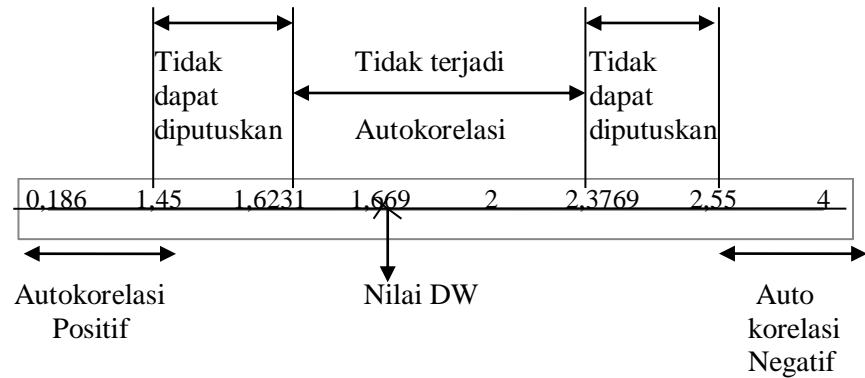 Tidak
dapat
diputuskan
Tidak terjadi
Autokorelasi
Tidak
dapat
diputuskan
0,186 1,45 1,6231 1,669 2 2,3769 2,55 4
Autokorelasi
Positif
Nilai DW
Auto
korelasi
Negatif